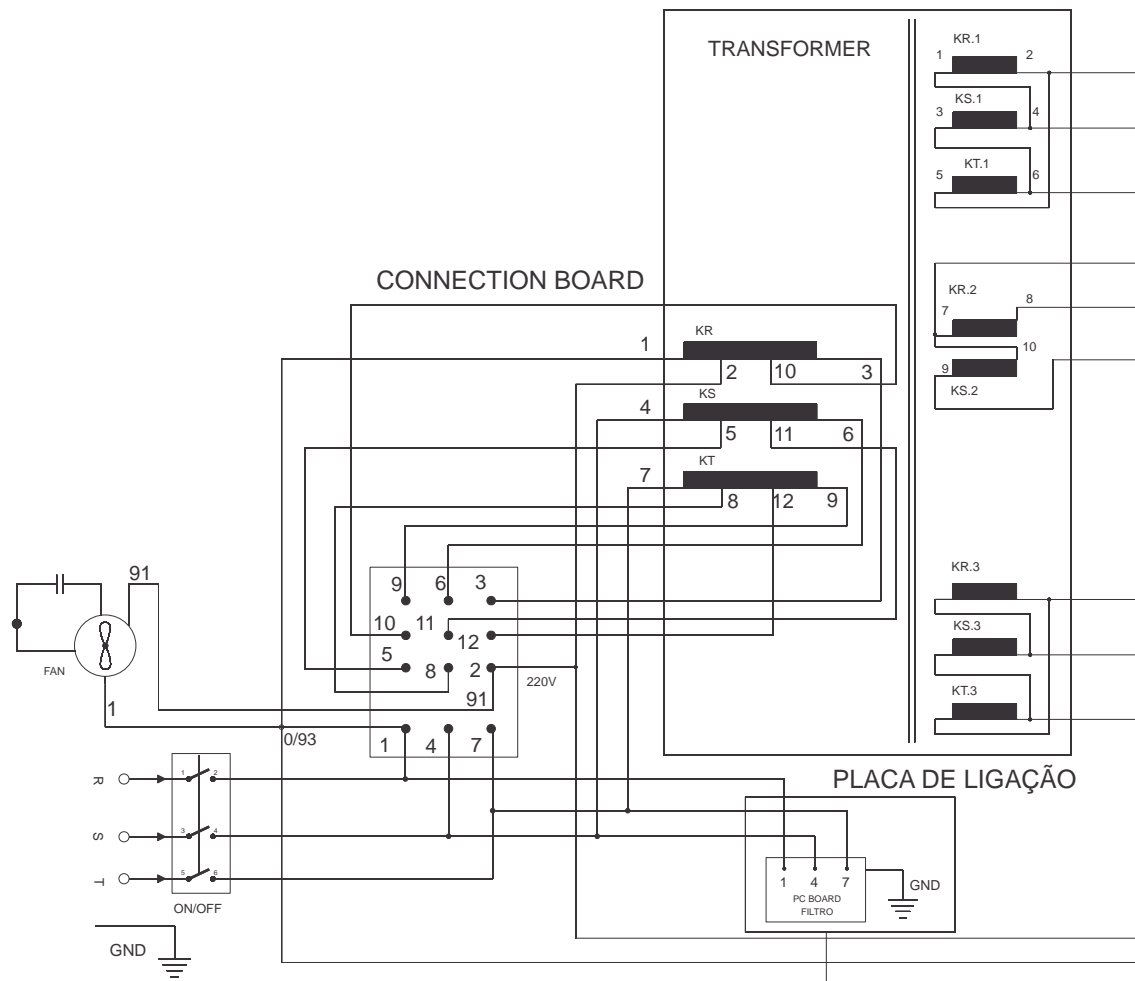 TRANSFORMER
KR.1
1
2
KS.1
3
4
KT.1
5
6
CONNECTION BOARD
KR.2
7
8
10
9
KS.2
1
KR
2
10
3
4
KS
5
11
6
7
KT
8
12
9
KR.3
KS.3
KT.3
91
FAN
1
9
6
3
10
11
12
5
8
2
220V
91
0/93
1
4
7
R
1
2
S
3
4
T
5
6
ON/OFF
GND
PLACA DE LIGAÇÃO
1
4
7
PC BOARD
FILTRO
GND